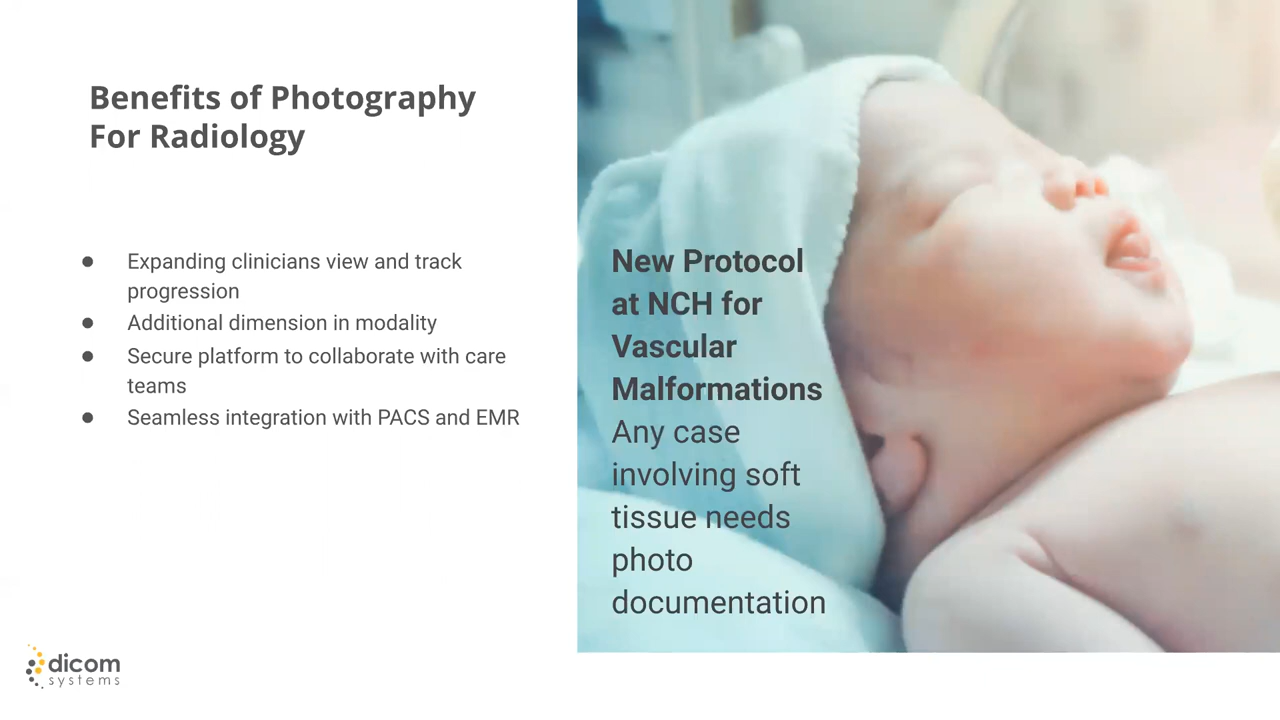 Benefits of Photography
For Radiology
● Expanding clinicians view and track
progression
● Additional dimension in modality
● Secure platform to collaborate with care
teams
● Seamless integration with PACS and EMR
New Protocol
at NCH for
Vascular
Malformations
Any case
involving soft
tissue needs
photo
documentation
dicom
systems